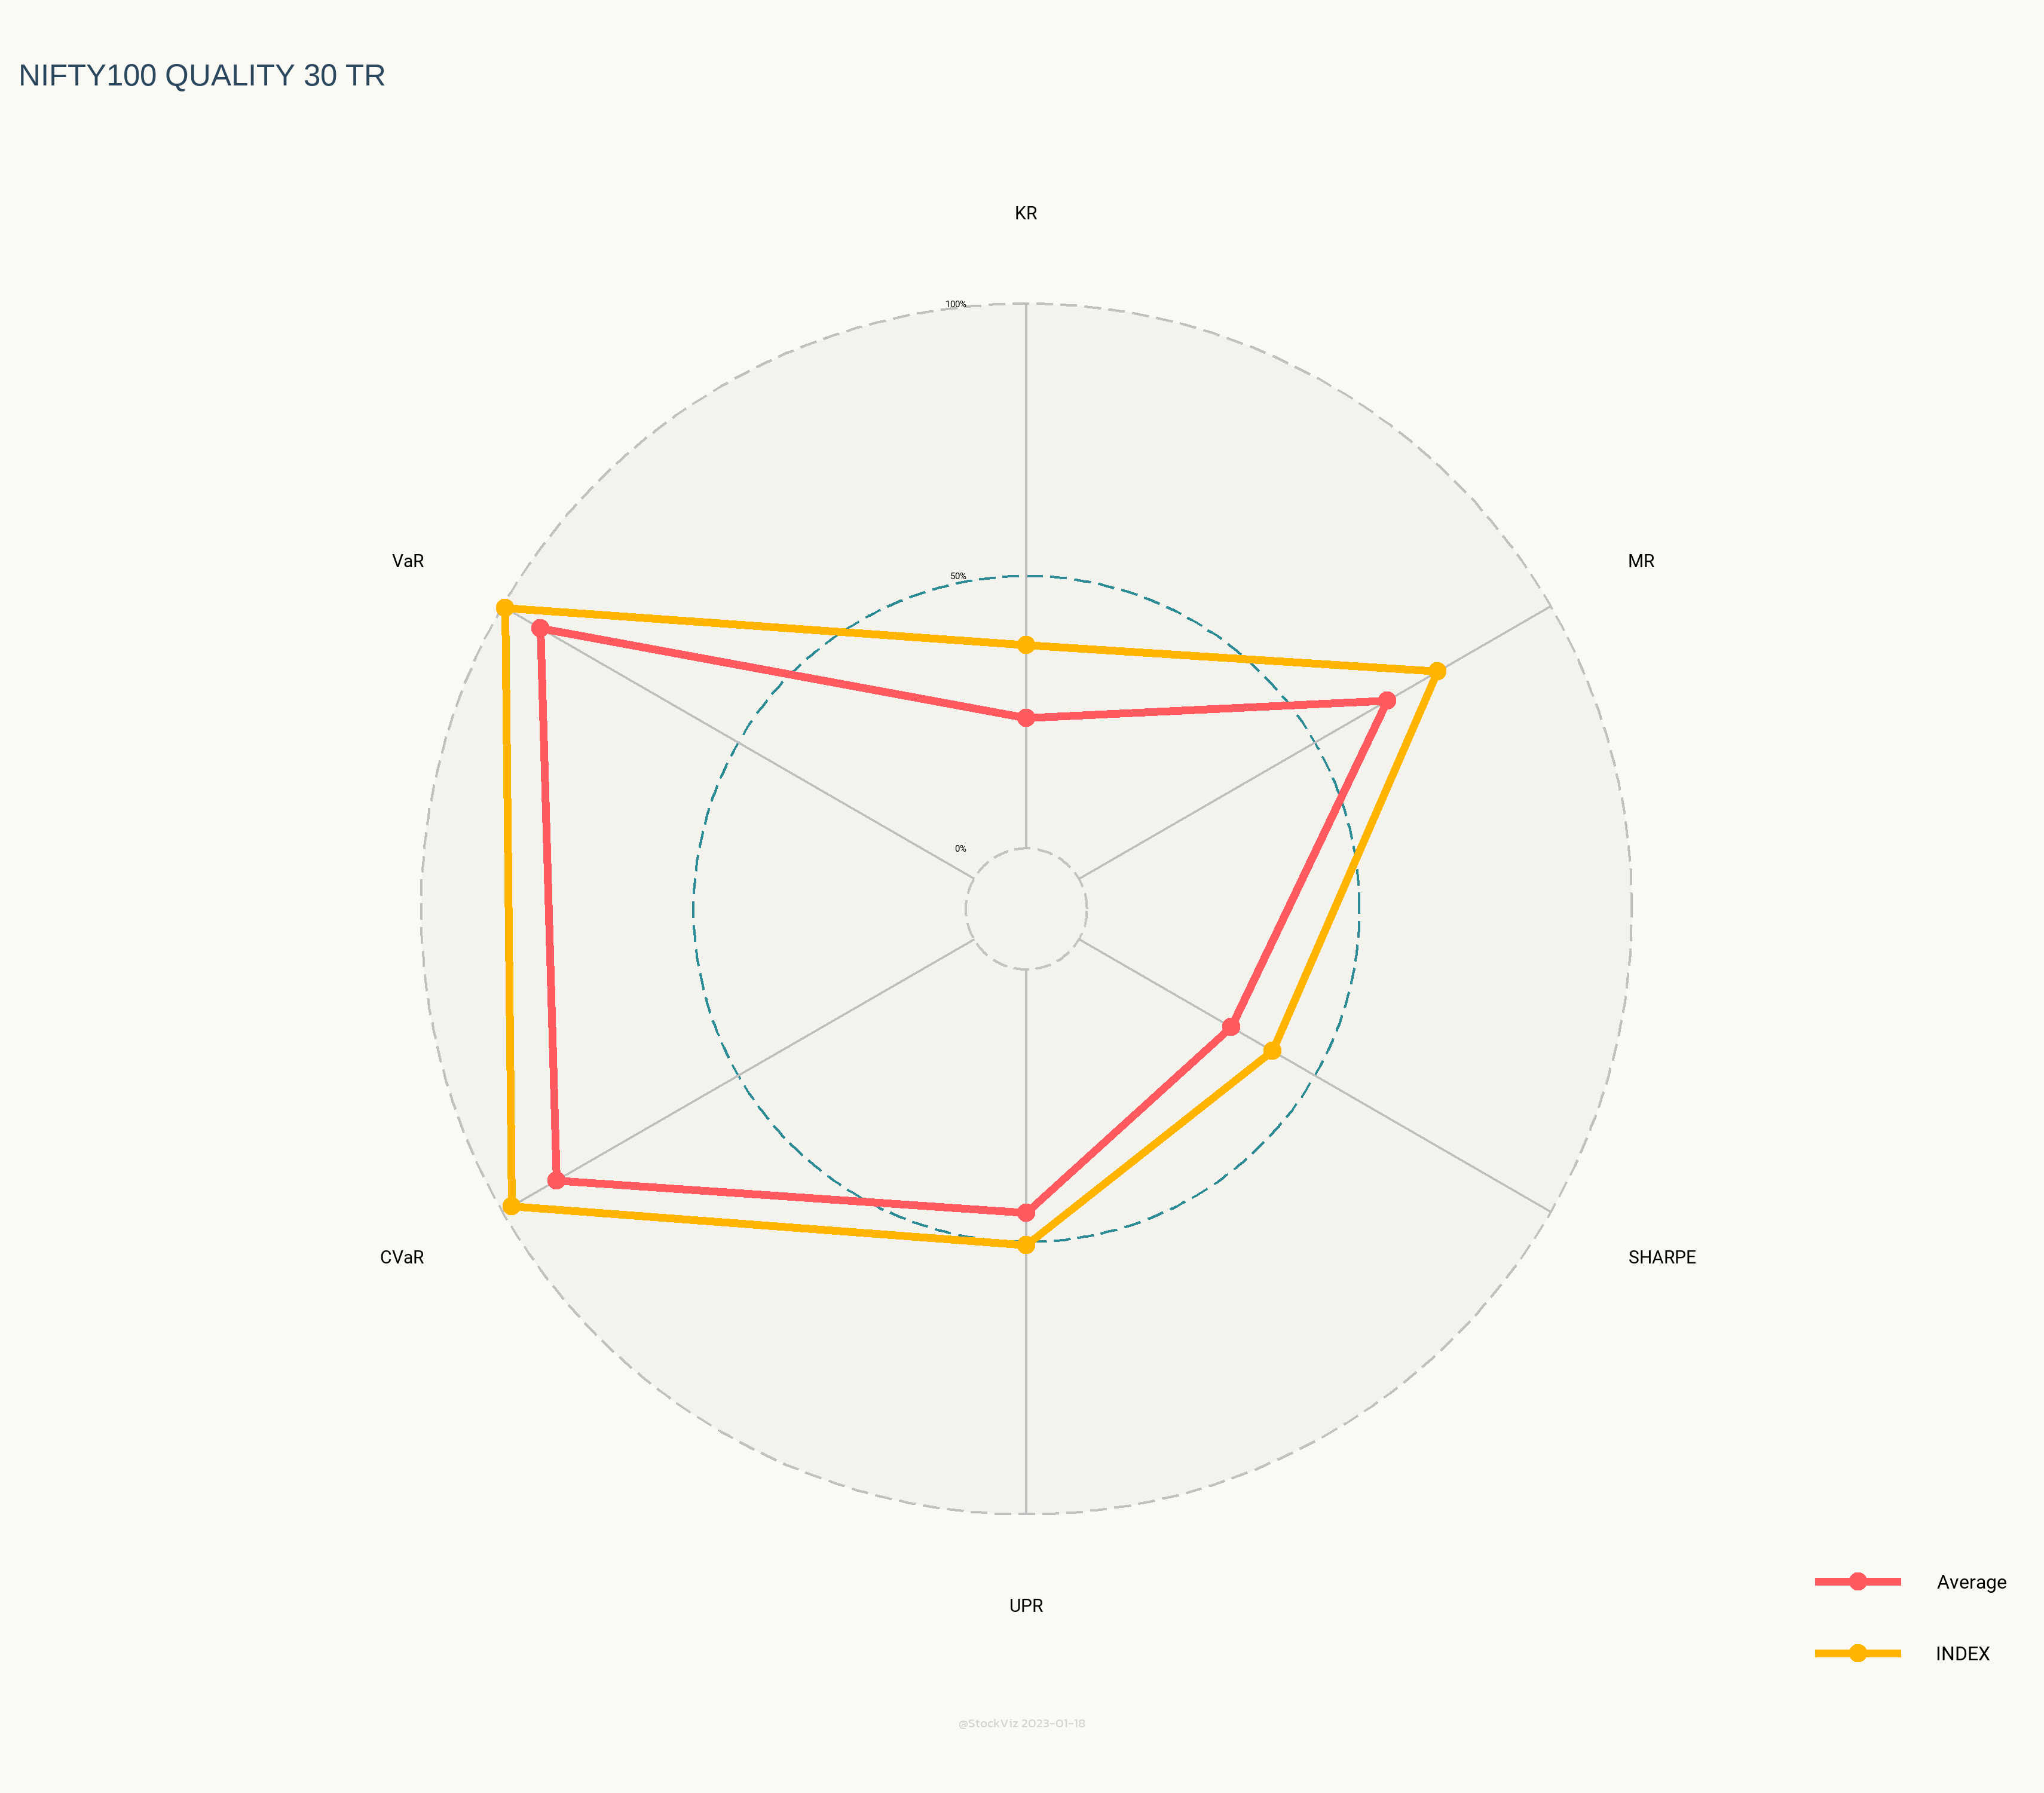 NIFTY100 QUALITY 30 TR
KR
100%
VaR
MR
50%
0%
CVaR
SHARPE
UPR
Average
INDEX
@StockViz 2023-01-18